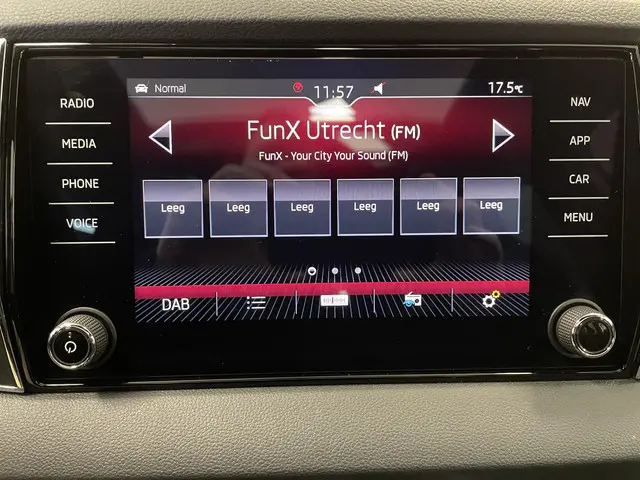 Normal
11:57
17.5°C
RADIO
MEDIA
PHONE
VOICE
FunX Utrecht (FM)
FunX - Your City Your Sound (FM)
Leeg Leeg Leeg Leeg Leeg Leeg
DAB
NAV
APP
CAR
MENU